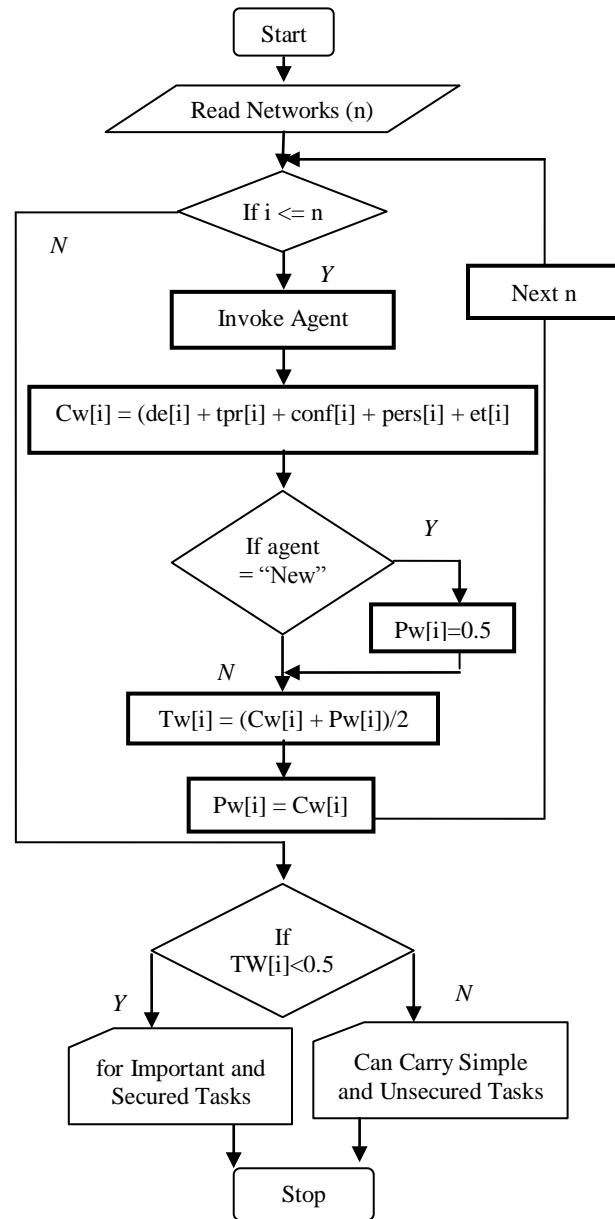 Start
Read Networks (n)
If i <= n
N
Y
Next n
Invoke Agent
Cw[i] = (de[i] + tpr[i] + conf[i] + pers[i] + et[i]
If agent
= “New”
Y
Pw[i]=0.5
N
Tw[i] = (Cw[i] + Pw[i])/2
Pw[i] = Cw[i]
If
TW[i]<0.5
Y
N
for Important and
Secured Tasks
Can Carry Simple
and Unsecured Tasks
Stop